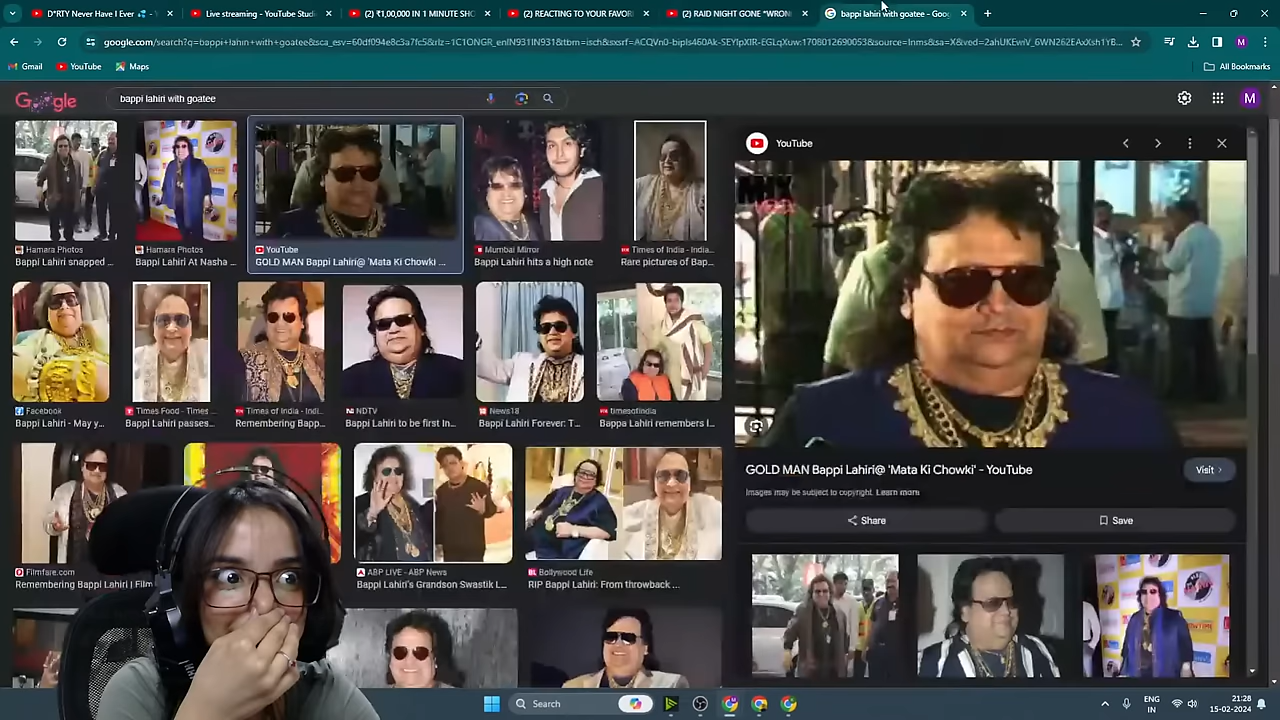 D*RTY Never Have I Ever
Live streaming - YouTube Studi
(2) ₹1,00,000 IN 1 MINUTE SHO
(2) REACTING TO YOUR FAVOR
(2) RAID NIGHT GONE *WRON
bappi lahiri with goatee - Goog
Gmail
YouTube
Maps
All Bookmarks
Google
bappi lahiri with goatee
M
YouTube
Hamara Photos
Bappi Lahiri snapped ...
Hamara Photos
Bappi Lahiri At Nasha ...
YouTube
GOLD MAN Bappi Lahiri@ 'Mata Ki Chowki ...
Mumbai Mirror
Bappi Lahiri hits a high note
Times of India - India...
Rare pictures of Bap...
Facebook
Bappi Lahiri - May y...
Times Food - Times ...
Bappi Lahiri passes...
Times of India - Indi...
Remembering Bapp...
NDTV
Bappi Lahiri to be first In...
News18
Bappi Lahiri Forever: T...
timesofindia
Bappa Lahiri remembers l...
Filmfare.com
Remembering Bappi Lahiri | Film
ABP LIVE - ABP News
Bappi Lahiri's Grandson Swastik L...
Bollywood Life
RIP Bappi Lahiri: From throwback ...
MIX
GOLD MAN Bappi Lahiri@ 'Mata Ki Chowki' - YouTube
Visit
Images may be subject to copyright. Learn more
Share
Save
Search
ENG
IN
21:28
15-02-2024